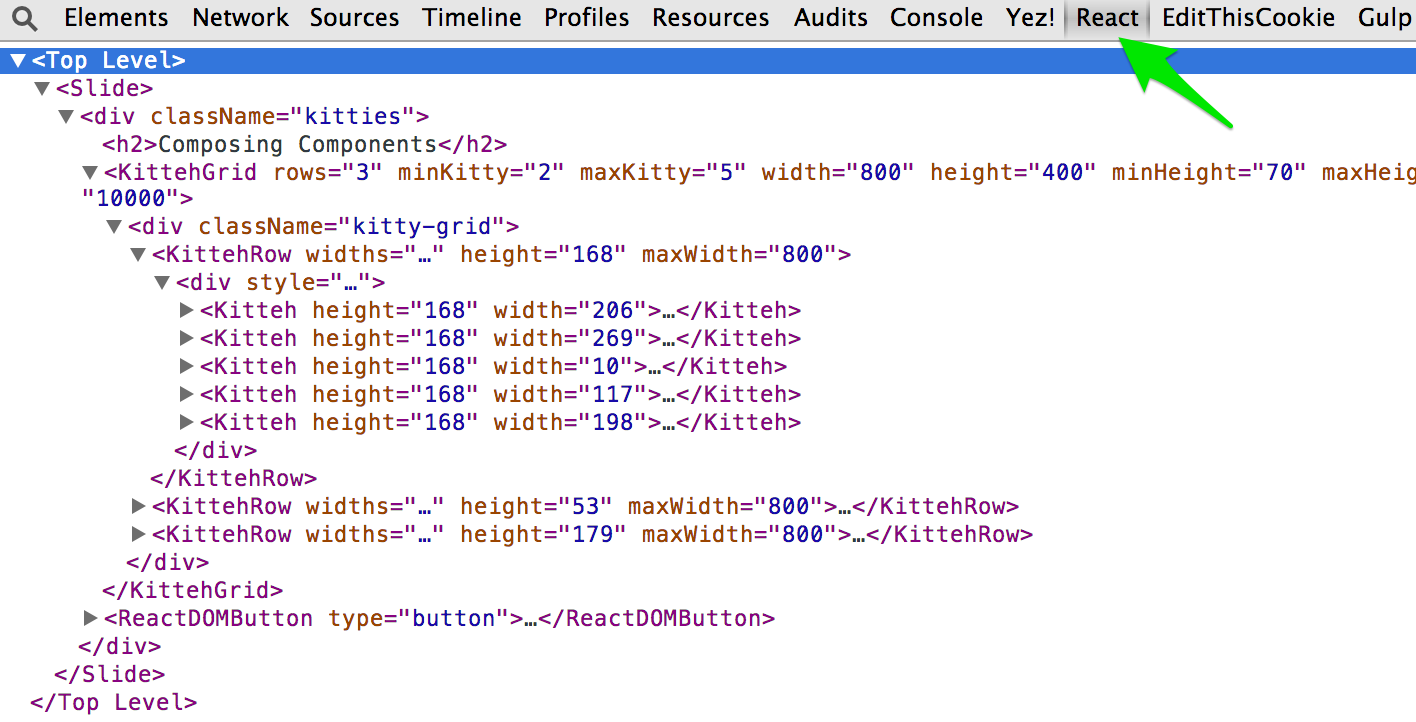 Elements Network Sources Timeline Profiles Resources Audits Console Yez! React EditThisCookie Gulp
<Top Level>
<Slide>
<div className="kitties">
<h2>Composing Components</h2>
<KittehGrid rows="3" minKitty="2" maxKitty="5" width="800" height="400" minHeight="70" maxHeig
"10000">
<div className="kitty-grid">
<KittehRow widths="…" height="168" maxWidth="800">
<div style="…">
<Kitteh height="168" width="206">…</Kitteh>
<Kitteh height="168" width="269">…</Kitteh>
<Kitteh height="168" width="10">…</Kitteh>
<Kitteh height="168" width="117">…</Kitteh>
<Kitteh height="168" width="198">…</Kitteh>
</div>
</KittehRow>
<KittehRow widths="…" height="53" maxWidth="800">…</KittehRow>
<KittehRow widths="…" height="179" maxWidth="800">…</KittehRow>
</div>
</KittehGrid>
<ReactDOMButton type="button">…</ReactDOMButton>
</div>
</Slide>
</Top Level>